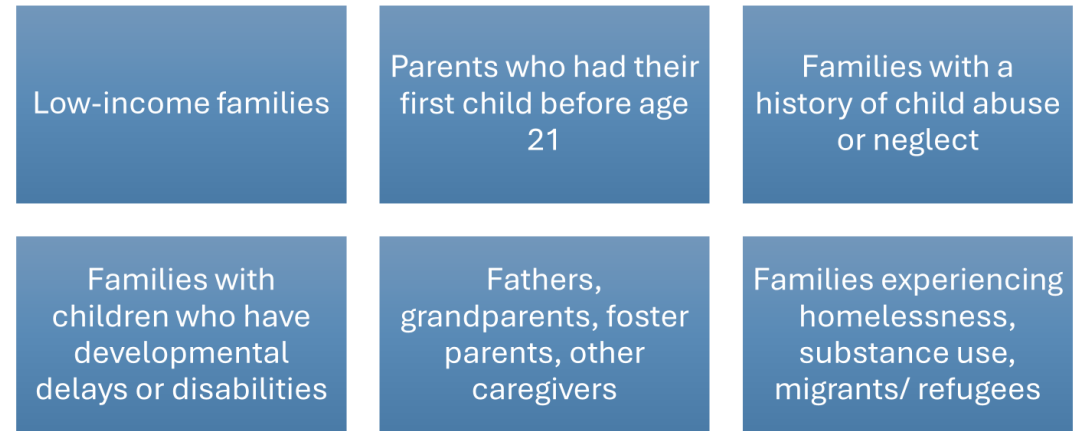 Low-income families
Parents who had their
first child before age
21
Families with a
history of child abuse
or neglect
Families with
children who have
developmental
delays or disabilities
Fathers,
grandparents, foster
parents, other
caregivers
Families experiencing
homelessness,
substance use,
migrants/ refugees